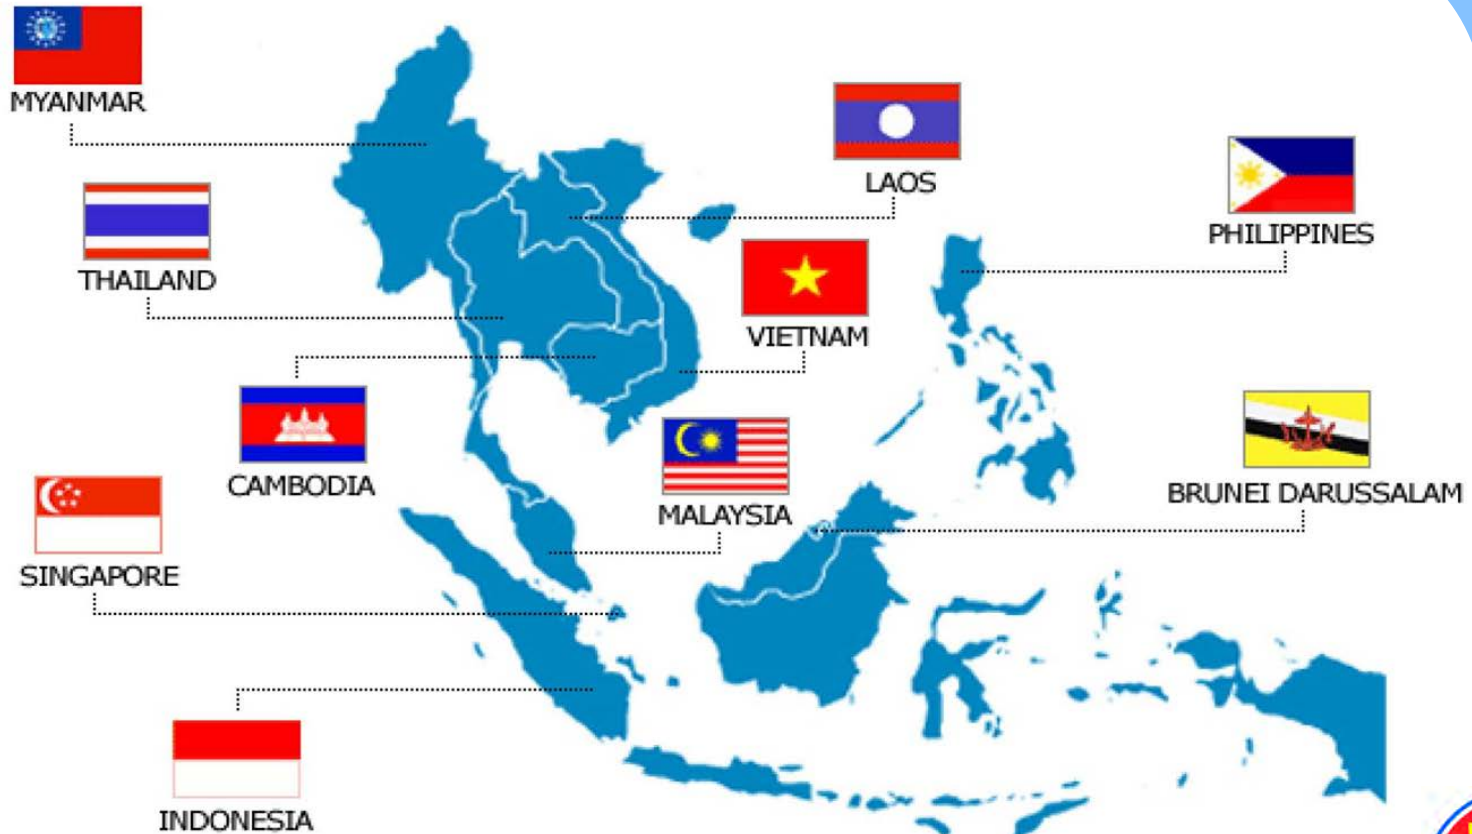 MYANMAR
LAOS
PHILIPPINES
THAILAND
VIETNAM
CAMBODIA
BRUNEI DARUSSALAM
MALAYSIA
SINGAPORE
INDONESIA